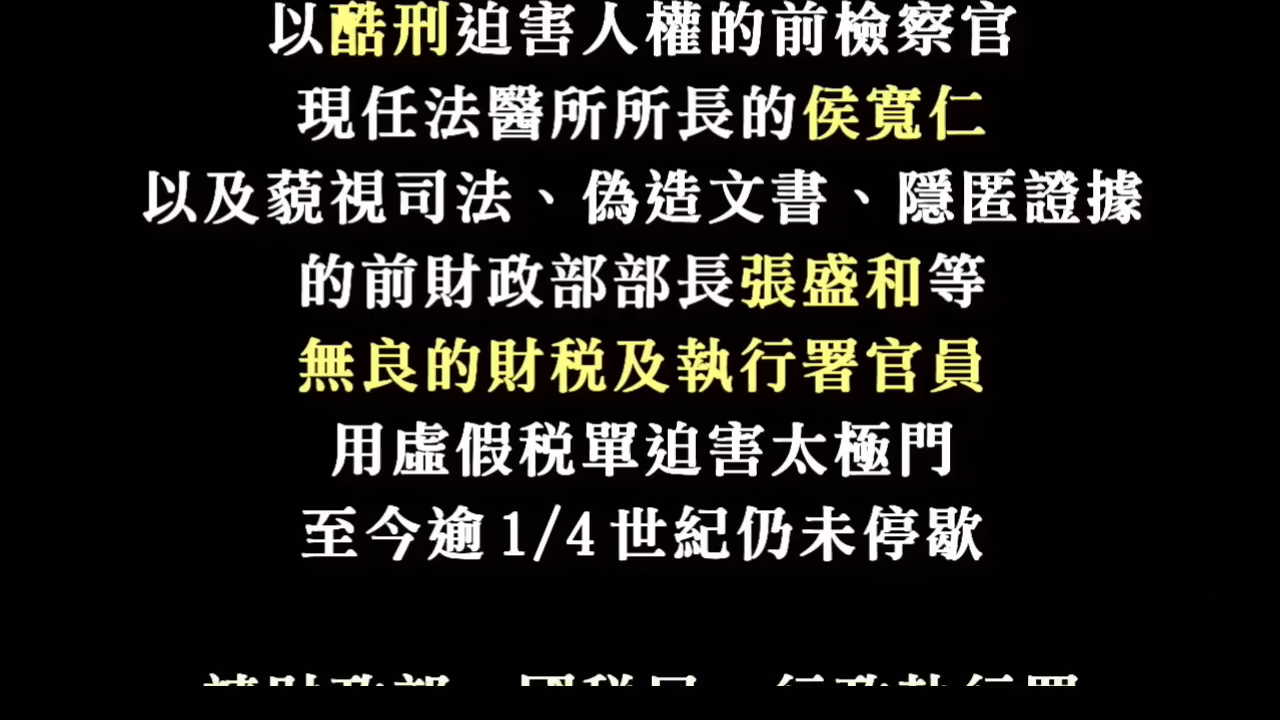 以酷刑迫害人權的前檢察官
現任法醫所所長的侯寬仁
以及藐視司法、偽造文書、隱匿證據
的前財政部部長張盛和等
無良的財稅及執行署官員
用虛假稅單迫害太極門
至今逾1/4世紀仍未停歇